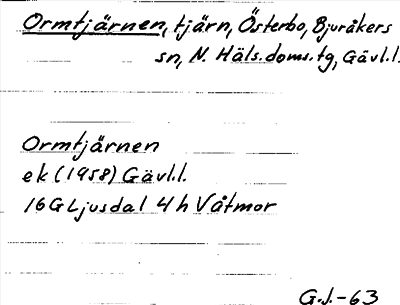 Ormtjärnen, tjärn, Österbo, Bjuråkers
sn, N. Häls. doms. tg, Gävl.l.
Ormtjärnen
ek (1958) Gävl.l.
16G Ljusdal 4h Våtmor
G.J.-63